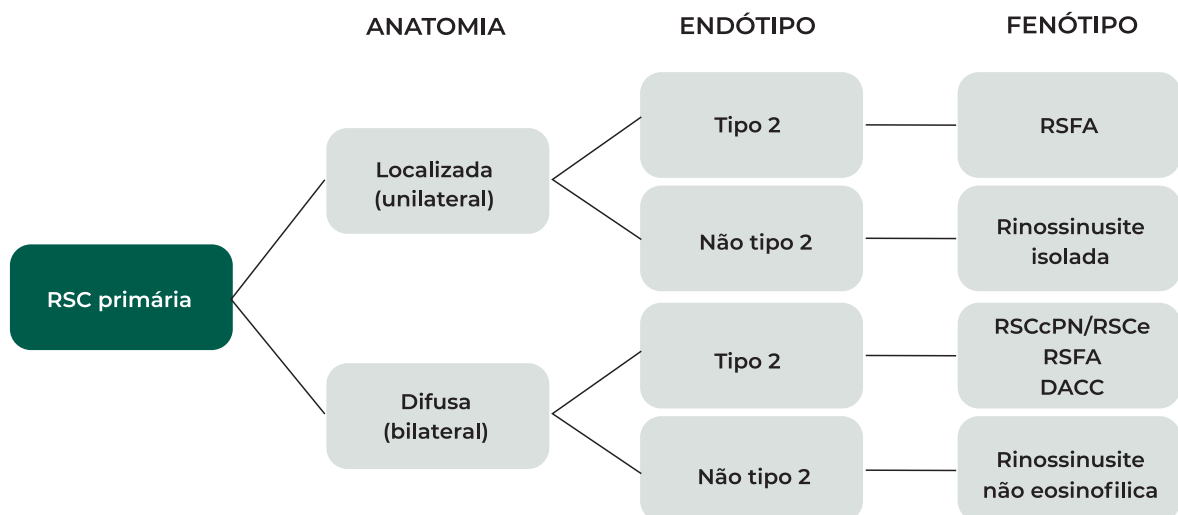 ANATOMIA
ENDÓTIPO
FENÓTIPO
RSC primária
Localizada
(unilateral)
Tipo 2
RSFA
Não tipo 2
Rinossinusite
isolada
Difusa
(bilateral)
Tipo 2
RSCcPN/RSCe
RSFA
DACC
Não tipo 2
Rinossinusite
não eosinofilica